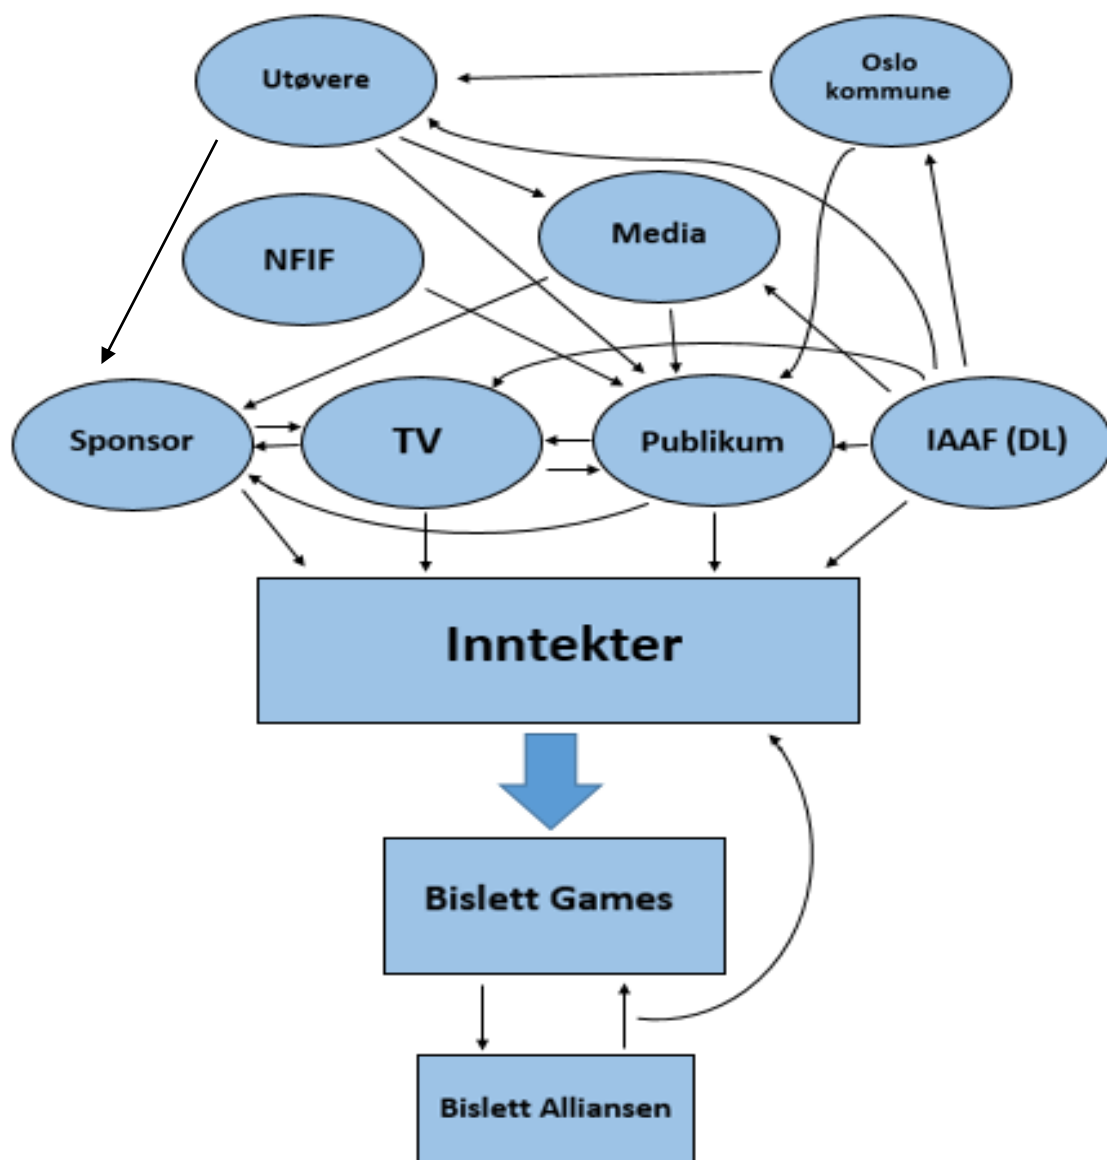 Utøvere
Oslo
kommune
Media
NFIF
Sponsor
TV
Publikum
IAAF (DL)
Inntekter
Bislett Games
Bislett Alliansen